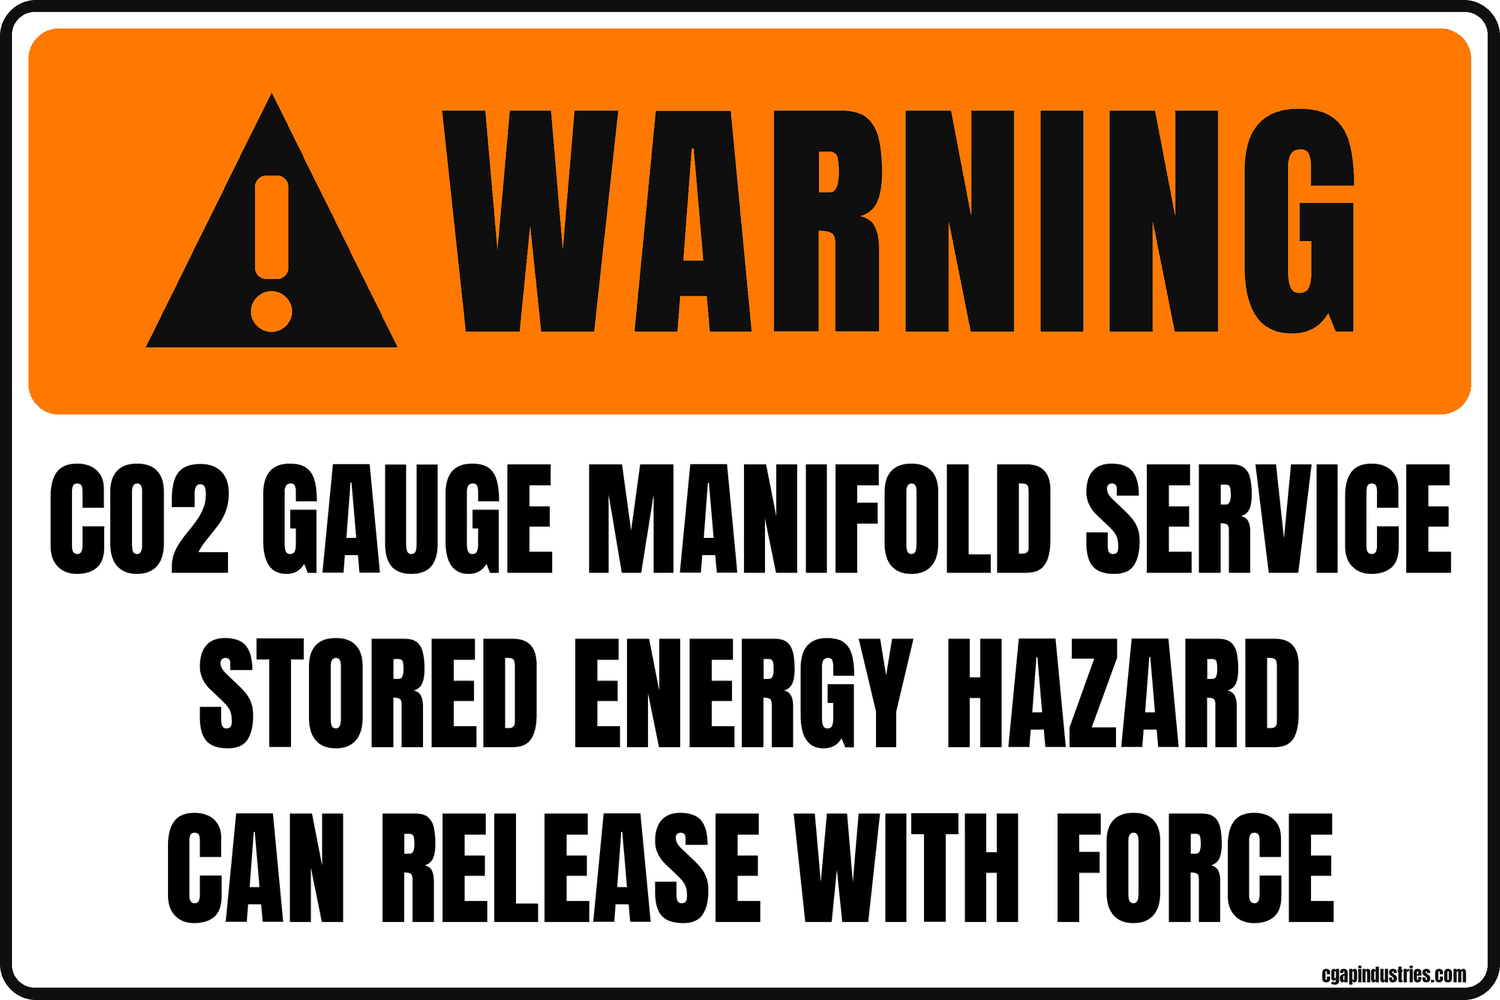 WARNING
CO2 GAUGE MANIFOLD SERVICE
STORED ENERGY HAZARD
CAN RELEASE WITH FORCE
cgapindustries.com